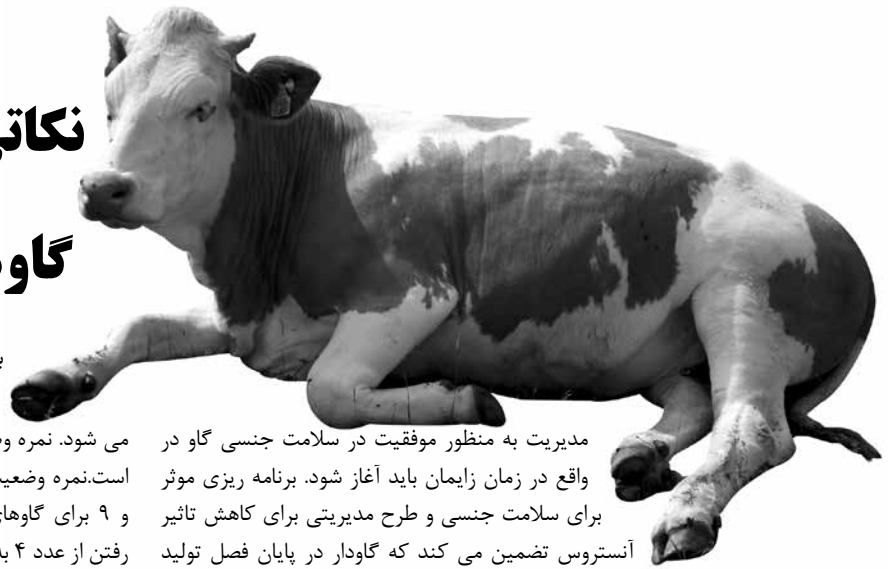 نکاتی
گاو
مدیریت به منظور موفقیت در سلامت جنسی گاو در
واقع در زمان زایمان باید آغاز شود. برنامه ریزی موثر
برای سلامت جنسی و طرح مدیریتی برای کاهش تاثیر
آنستروس تضمین می کند که گاودار در پایان فصل تولید
می شود. نمره
است.نمره وضعیت
و ۹ برای گاوهای
رفتن از عدد ۴